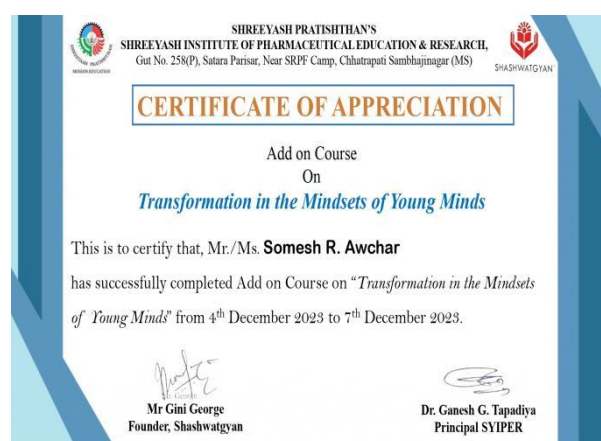 SHREEYASH PRATISHTHAN'S
SHREEYASH INSTITUTE OF PHARMACEUTICAL EDUCATION & RESEARCH,
Gut No. 258(P), Satara Parisar, Near SRPF Camp, Chhatrapati Sambhajinagar (MS)
SHASHWATGYAN
CERTIFICATE OF APPRECIATION
Add on Course
On
Transformation in the Mindsets of Young Minds
This is to certify that, Mr./Ms. Somesh R. Awchar
has successfully completed Add on Course on "Transformation in the Mindsets
of Young Minds" from 4th December 2023 to 7th December 2023.
Mr Gini George
Founder, Shashwatgyan
Dr. Ganesh G. Tapadiya
Principal SYIPER